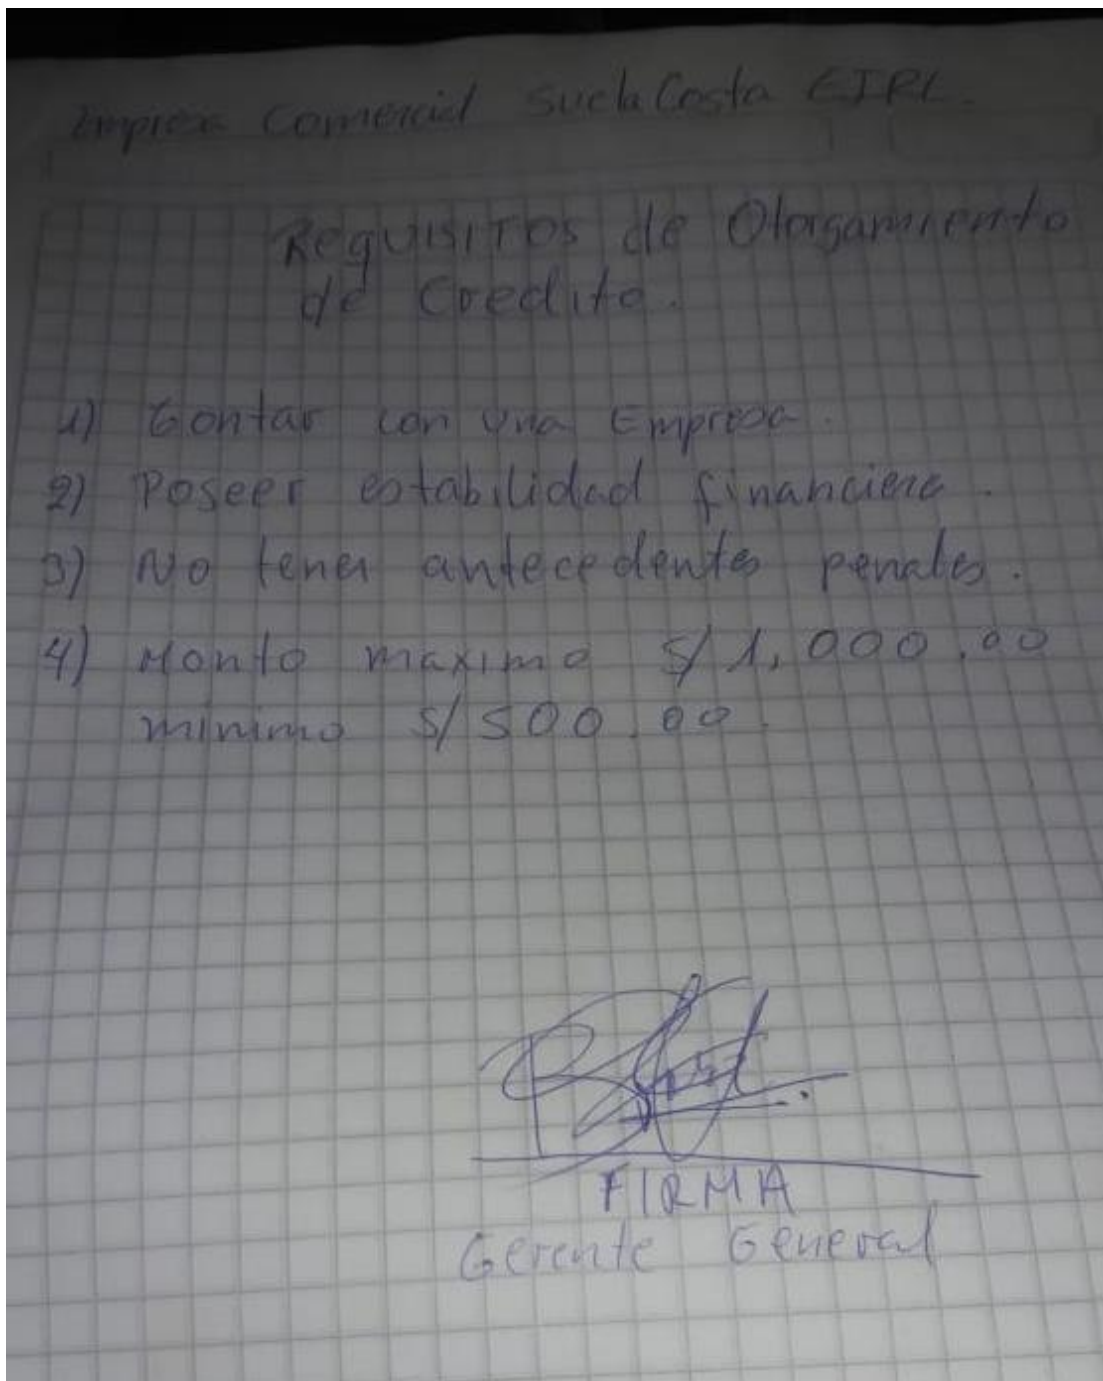 Empresa Comercial Suela Costa EIRL.
Requisitos de Otorgamiento
de Credito.
1) Contar con una Empresa.
2) Poseer estabilidad financiera.
3) No tener antecedentes penales.
4) Monto maximo S/ 1,000.00
minimo S/ 500.00.
FIRMA
Gerente General